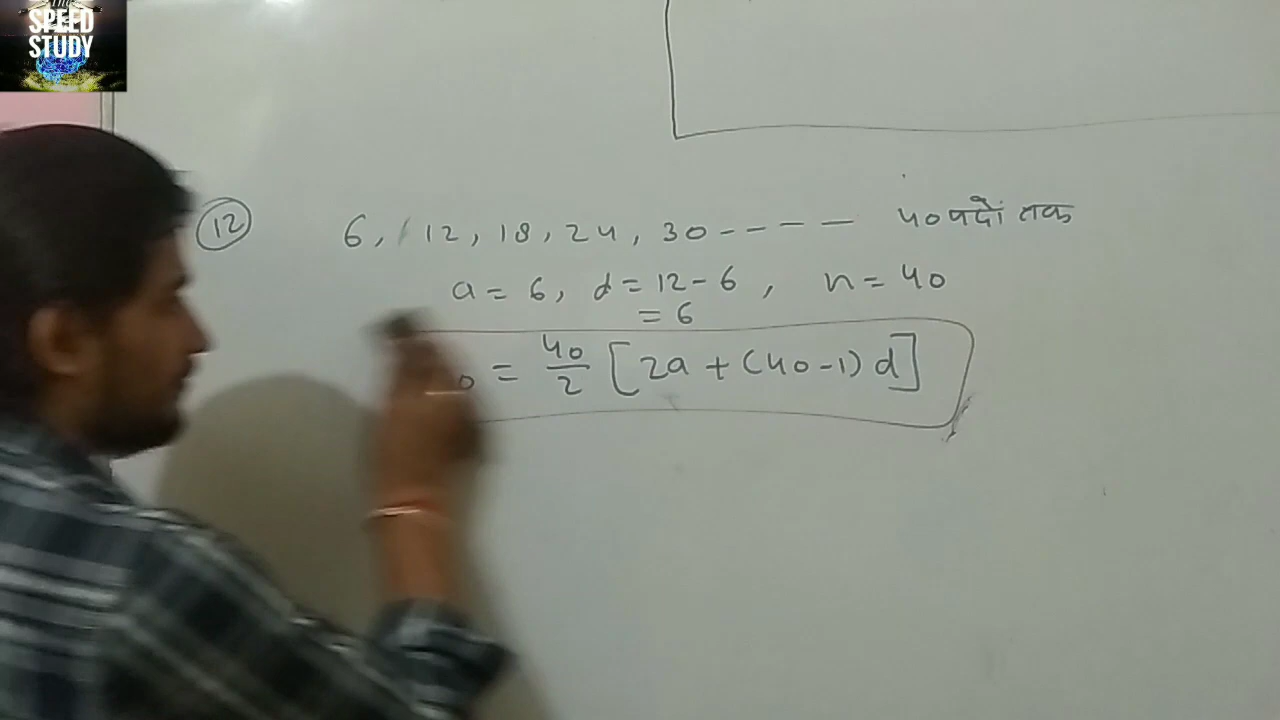 SPEED
STUDY
(12) 6, 12, 18, 24, 30 ---- 40 पदों तक
a = 6, d = 12 - 6, n = 40
= 6
0 = 40/2 [2a + (40-1) d]